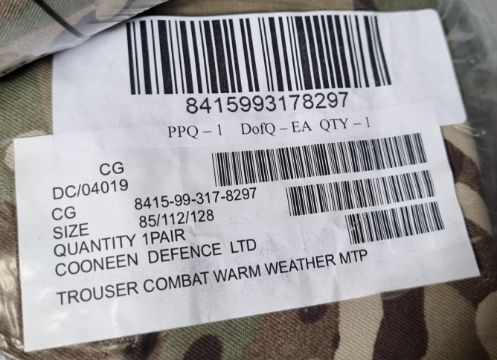 8415993178297
PPQ – 1 DofQ – EA QTY – 1
CG
DC/04019
CG 8415-99-317-8297
SIZE 85/112/128
QUANTITY 1PAIR
COONEEN DEFENCE LTD
TROUSER COMBAT WARM WEATHER MTP